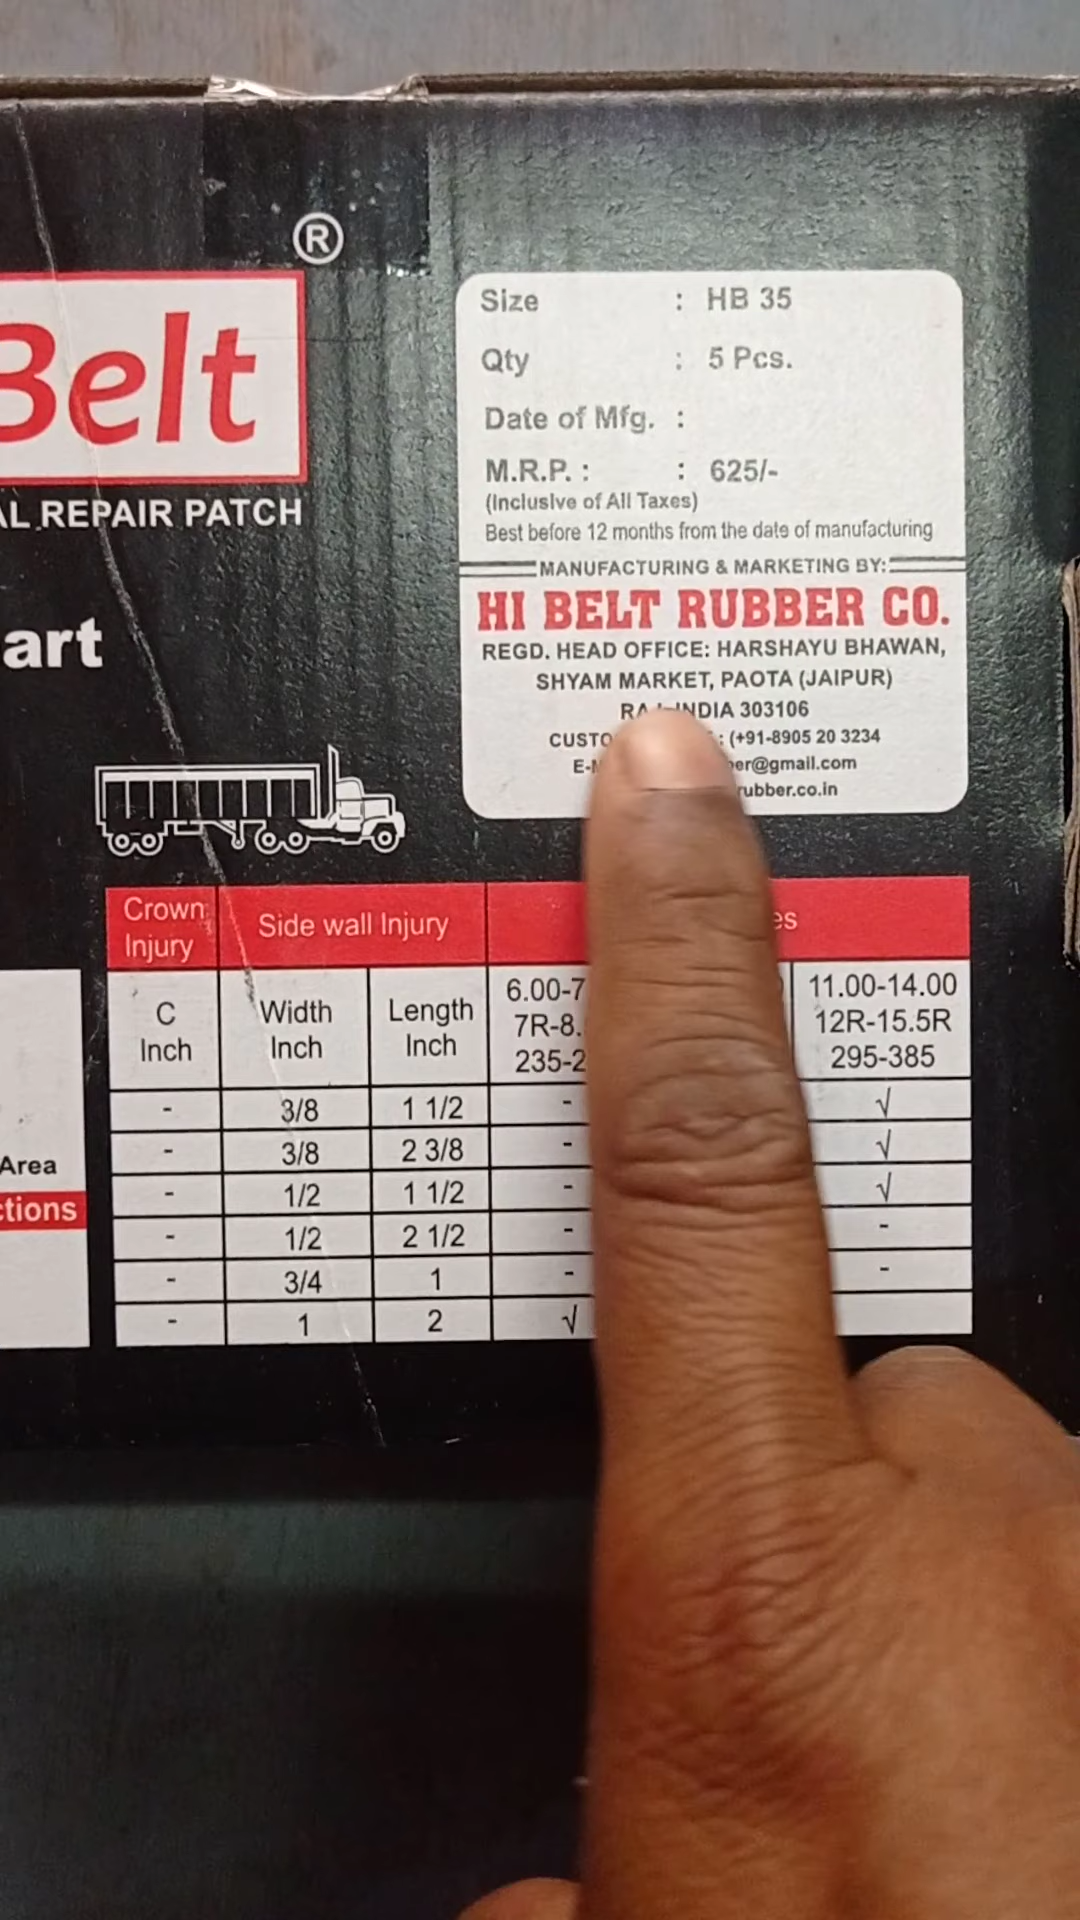 ®
Belt
REPAIR PATCH
art
Size : HB 35
Qty : 5 Pcs.
Date of Mfg. :
M.R.P. : : 625/-
(Inclusive of All Taxes)
Best before 12 months from the date of manufacturing
MANUFACTURING & MARKETING BY:
HI BELT RUBBER CO.
REGD. HEAD OFFICE: HARSHAYU BHAWAN,
SHYAM MARKET, PAOTA (JAIPUR)
INDIA 303106
: (+91-8905 20 3234
er@gmail.com
rubber.co.in
Crown Injury Side wall Injury
C Inch Width Inch Length Inch 11.00-14.00
12R-15.5R
295-385
- 3/8 1 1/2 - √
- 3/8 2 3/8 - √
- 1/2 1 1/2 - √
- 1/2 2 1/2 - -
- 3/4 1 - -
- 1 2 √
Area
ctions